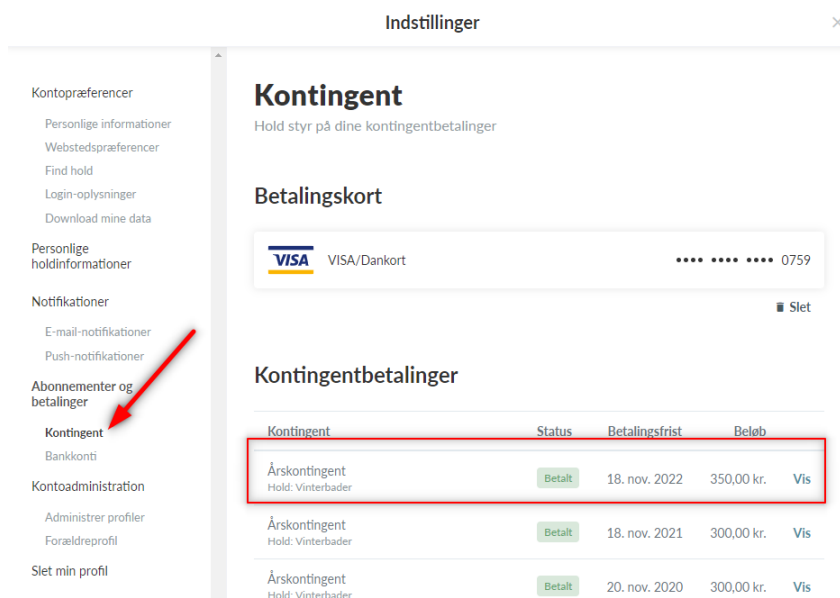 Indstillinger
Kontopræferencer
Personlige informationer
Webstedspræferencer
Find hold
Login-oplysninger
Download mine data
Personlige
holdinformationer
Notifikationer
E-mail-notifikationer
Push-notifikationer
Abonnementer og
betalinger
Kontingent
Bankkonti
Kontoadministration
Administrer profiler
Forældreprofil
Slet min profil
Kontingent
Hold styr på dine kontingentbetalinger
Betalingskort
VISA VISA/Dankort •••• •••• •••• 0759
Slet
Kontingentbetalinger
Kontingent Status Betalingsfrist Beløb
Årskontingent
Hold: Vinterbader
Betalt 18. nov. 2022 350,00 kr. Vis
Årskontingent
Hold: Vinterbader
Betalt 18. nov. 2021 300,00 kr. Vis
Årskontingent
Hold: Vinterbader
Betalt 20. nov. 2020 300,00 kr. Vis